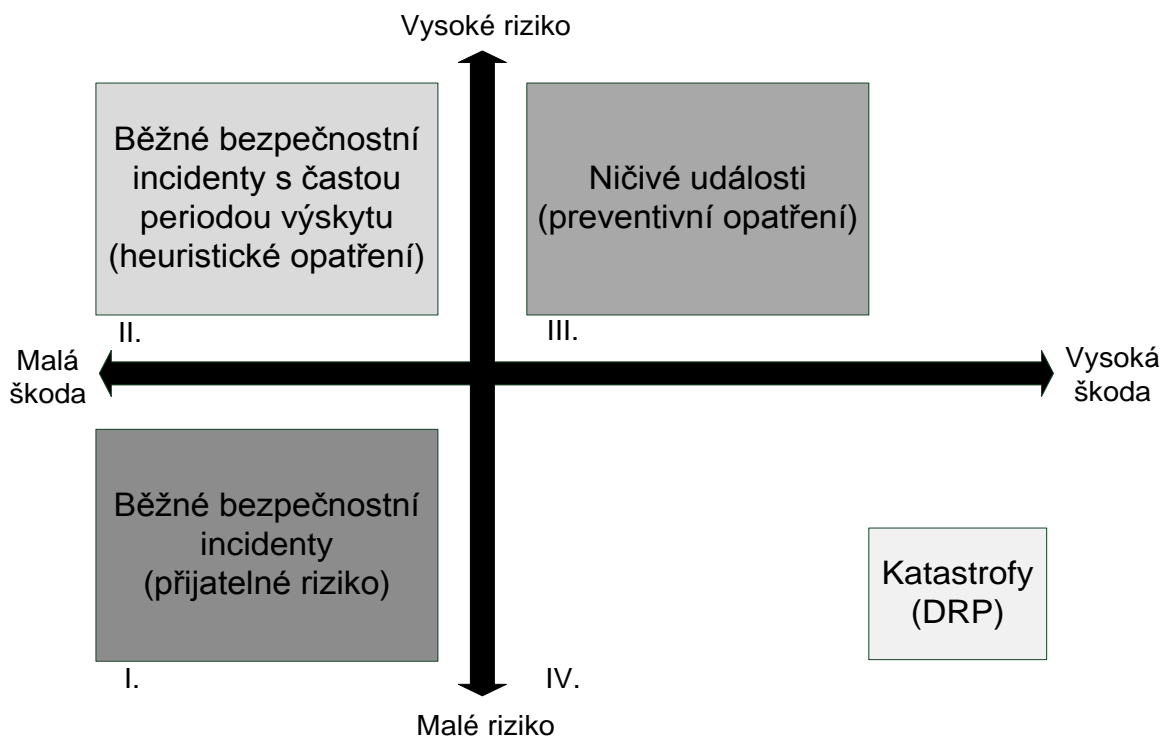 Vysoké riziko
Běžné bezpečnostní
incidenty s častou
periodou výskytu
(heuristické opatření)
Ničivé události
(preventivní opatření)
II.
III.
Malá
škoda
Vysoká
škoda
Běžné bezpečnostní
incidenty
(přijatelné riziko)
Katastrofy
(DRP)
I.
IV.
Malé riziko